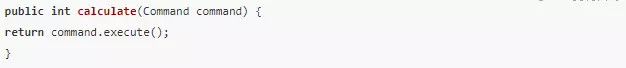 public int calculate(Command command) {
return command.execute();
}